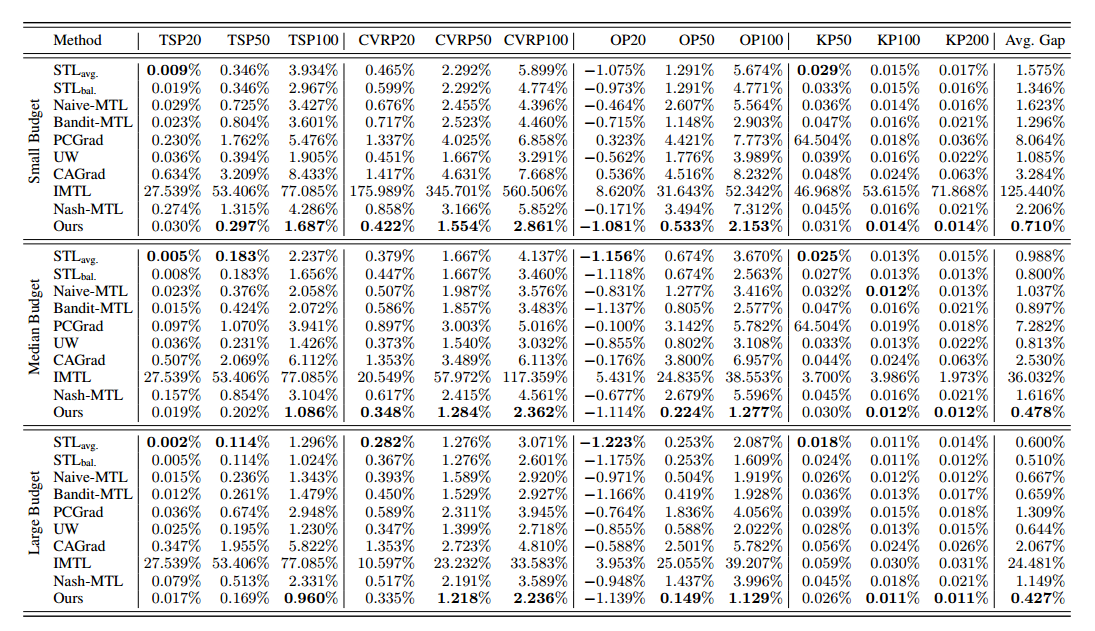 Method TSP20 TSP50 TSP100 CVRP20 CVRP50 CVRP100 OP20 OP50 OP100 KP50 KP100 KP200 Avg. Gap
Small Budget
STLavg. 0.009% 0.346% 3.934% 0.465% 2.292% 5.899% −1.075% 1.291% 5.674% 0.029% 0.015% 0.017% 1.575%
STLbal. 0.019% 0.346% 2.967% 0.599% 2.292% 4.774% −0.973% 1.291% 4.771% 0.033% 0.015% 0.016% 1.346%
Naive-MTL 0.029% 0.725% 3.427% 0.676% 2.455% 4.396% −0.464% 2.607% 5.564% 0.036% 0.014% 0.016% 1.623%
Bandit-MTL 0.023% 0.804% 3.601% 0.717% 2.523% 4.460% −0.715% 1.148% 2.903% 0.047% 0.016% 0.021% 1.296%
PCGrad 0.230% 1.762% 5.476% 1.337% 4.025% 6.858% 0.323% 4.421% 7.773% 64.504% 0.018% 0.036% 8.064%
UW 0.036% 0.394% 1.905% 0.451% 1.667% 3.291% −0.562% 1.776% 3.989% 0.039% 0.016% 0.022% 1.085%
CAGrad 0.634% 3.209% 8.433% 1.417% 4.631% 7.668% 0.536% 4.516% 8.232% 0.048% 0.024% 0.063% 3.284%
IMTL 27.539% 53.406% 77.085% 175.989% 345.701% 560.506% 8.620% 31.643% 52.342% 46.968% 53.615% 71.868% 125.440%
Nash-MTL 0.274% 1.315% 4.286% 0.858% 3.166% 5.852% −0.171% 3.494% 7.312% 0.045% 0.016% 0.021% 2.206%
Ours 0.030% 0.297% 1.687% 0.422% 1.554% 2.861% −1.081% 0.533% 2.153% 0.031% 0.014% 0.014% 0.710%
Median Budget
STLavg. 0.005% 0.183% 2.237% 0.379% 1.667% 4.137% −1.156% 0.674% 3.670% 0.025% 0.013% 0.015% 0.988%
STLbal. 0.008% 0.183% 1.656% 0.447% 1.667% 3.460% −1.118% 0.674% 2.563% 0.027% 0.013% 0.012% 0.800%
Naive-MTL 0.023% 0.376% 2.058% 0.507% 1.987% 3.576% −0.831% 1.277% 3.416% 0.032% 0.012% 0.013% 1.037%
Bandit-MTL 0.015% 0.424% 2.072% 0.586% 1.857% 3.483% −1.137% 0.805% 2.577% 0.047% 0.016% 0.021% 0.897%
PCGrad 0.097% 1.070% 3.941% 0.897% 3.003% 5.016% −0.100% 3.142% 5.782% 64.504% 0.019% 0.018% 7.282%
UW 0.036% 0.231% 1.426% 0.373% 1.540% 3.032% −0.855% 0.802% 3.108% 0.033% 0.013% 0.022% 0.813%
CAGrad 0.507% 2.069% 6.112% 1.353% 3.489% 6.113% −0.176% 3.800% 6.957% 0.044% 0.024% 0.063% 2.530%
IMTL 27.539% 53.406% 77.085% 20.549% 57.972% 117.359% 5.431% 24.835% 38.553% 3.700% 3.986% 1.973% 36.032%
Nash-MTL 0.157% 0.854% 3.104% 0.617% 2.415% 4.561% −0.677% 2.679% 5.596% 0.045% 0.016% 0.021% 1.616%
Ours 0.019% 0.202% 1.086% 0.348% 1.284% 2.362% −1.114% 0.224% 1.277% 0.030% 0.012% 0.012% 0.478%
Large Budget
STLavg. 0.002% 0.114% 1.296% 0.282% 1.276% 3.071% −1.223% 0.253% 2.087% 0.018% 0.011% 0.014% 0.600%
STLbal. 0.005% 0.114% 1.024% 0.367% 1.276% 2.601% −1.175% 0.253% 1.609% 0.024% 0.011% 0.012% 0.510%
Naive-MTL 0.015% 0.236% 1.343% 0.393% 1.589% 2.920% −0.971% 0.504% 1.919% 0.026% 0.012% 0.012% 0.667%
Bandit-MTL 0.012% 0.261% 1.479% 0.450% 1.529% 2.927% −1.166% 0.419% 1.928% 0.036% 0.013% 0.017% 0.659%
PCGrad 0.036% 0.674% 2.948% 0.589% 2.311% 3.945% −0.764% 1.836% 4.056% 0.039% 0.015% 0.018% 1.309%
UW 0.025% 0.195% 1.230% 0.347% 1.399% 2.718% −0.855% 0.588% 2.022% 0.028% 0.013% 0.015% 0.644%
CAGrad 0.347% 1.955% 5.822% 1.353% 2.723% 4.810% −0.588% 2.501% 5.782% 0.056% 0.024% 0.026% 2.067%
IMTL 27.539% 53.406% 77.085% 10.597% 23.232% 33.583% 3.953% 25.055% 39.207% 0.059% 0.030% 0.031% 24.481%
Nash-MTL 0.079% 0.513% 2.331% 0.517% 2.191% 3.589% −0.948% 1.437% 3.996% 0.045% 0.018% 0.021% 1.149%
Ours 0.017% 0.169% 0.960% 0.335% 1.218% 2.236% −1.139% 0.149% 1.129% 0.026% 0.011% 0.011% 0.427%